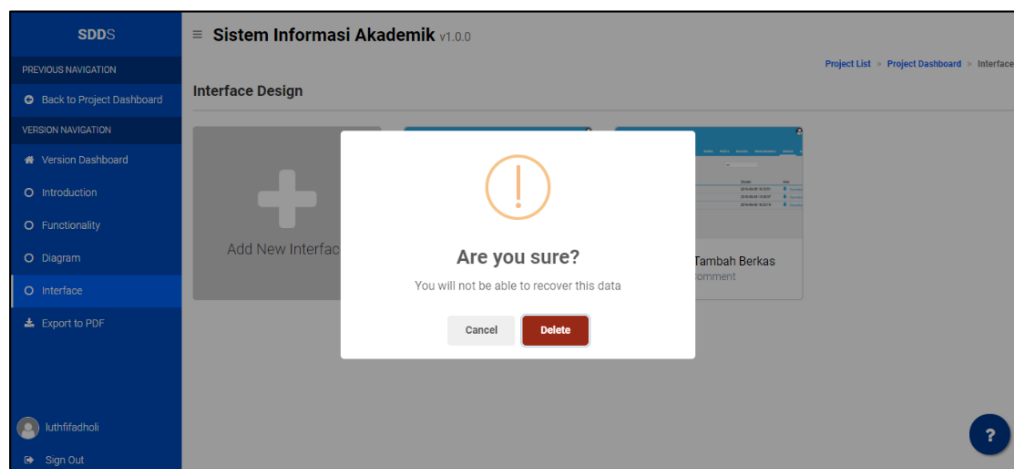 SDDS
Sistem Informasi Akademik v1.0.0
PREVIOUS NAVIGATION
Back to Project Dashboard
VERSION NAVIGATION
Version Dashboard
Introduction
Functionality
Diagram
Interface
Export to PDF
luthfifadholi
Sign Out
Project List > Project Dashboard > Interface
Interface Design
Add New Interfac
Tambah Berkas
omment
Are you sure?
You will not be able to recover this data
Cancel
Delete
?